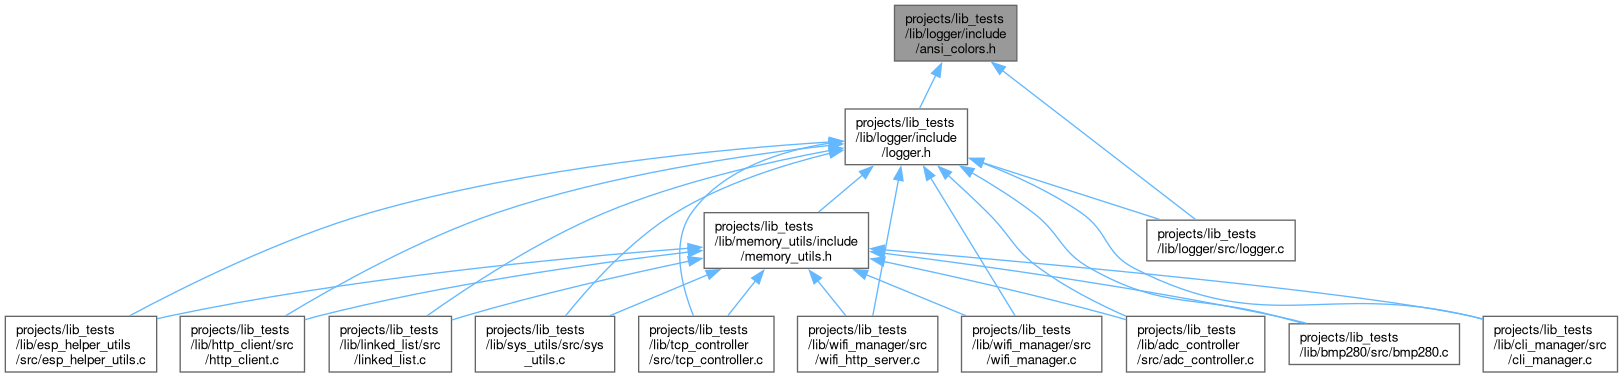 projects/lib_tests
/lib/logger/include
/ansi_colors.h
projects/lib_tests
/lib/logger/include
/logger.h
projects/lib_tests
/lib/memory_utils/include
/memory_utils.h
projects/lib_tests
/lib/logger/src/logger.c
projects/lib_tests
/lib/esp_helper_utils
/src/esp_helper_utils.c
projects/lib_tests
/lib/http_client/src
/http_client.c
projects/lib_tests
/lib/linked_list/src
/linked_list.c
projects/lib_tests
/lib/sys_utils/src/sys
_utils.c
projects/lib_tests
/lib/tcp_controller
/src/tcp_controller.c
projects/lib_tests
/lib/wifi_manager/src
/wifi_http_server.c
projects/lib_tests
/lib/wifi_manager/src
/wifi_manager.c
projects/lib_tests
/lib/adc_controller
/src/adc_controller.c
projects/lib_tests
/lib/bmp280/src/bmp280.c
projects/lib_tests
/lib/cli_manager/src
/cli_manager.c